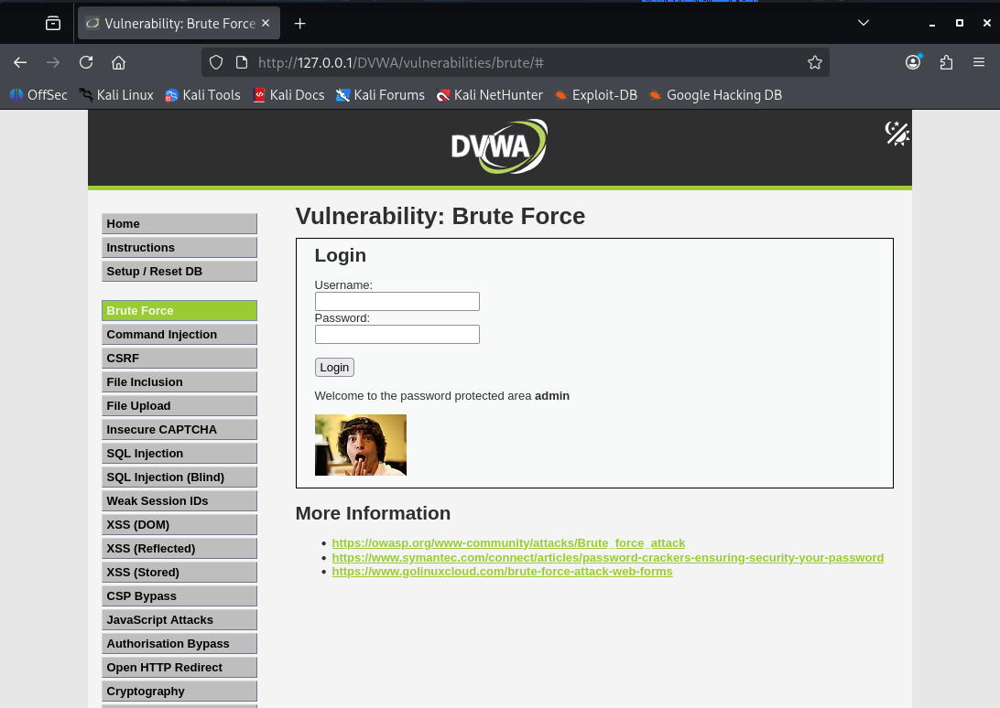 Vulnerability: Brute Force
http://127.0.0.1/DVWA/vulnerabilities/brute/#
OffSec Kali Linux Kali Tools Kali Docs Kali Forums Kali NetHunter Exploit-DB Google Hacking DB
DVWA
Home
Instructions
Setup / Reset DB
Brute Force
Command Injection
CSRF
File Inclusion
File Upload
Insecure CAPTCHA
SQL Injection
SQL Injection (Blind)
Weak Session IDs
XSS (DOM)
XSS (Reflected)
XSS (Stored)
CSP Bypass
JavaScript Attacks
Authorisation Bypass
Open HTTP Redirect
Cryptography
Vulnerability: Brute Force
Login
Username:
Password:
Login
Welcome to the password protected area admin
More Information
https://owasp.org/www-community/attacks/Brute_force_attack
https://www.symantec.com/connect/articles/password-crackers-ensuring-security-your-password
https://www.golinuxcloud.com/brute-force-attack-web-forms